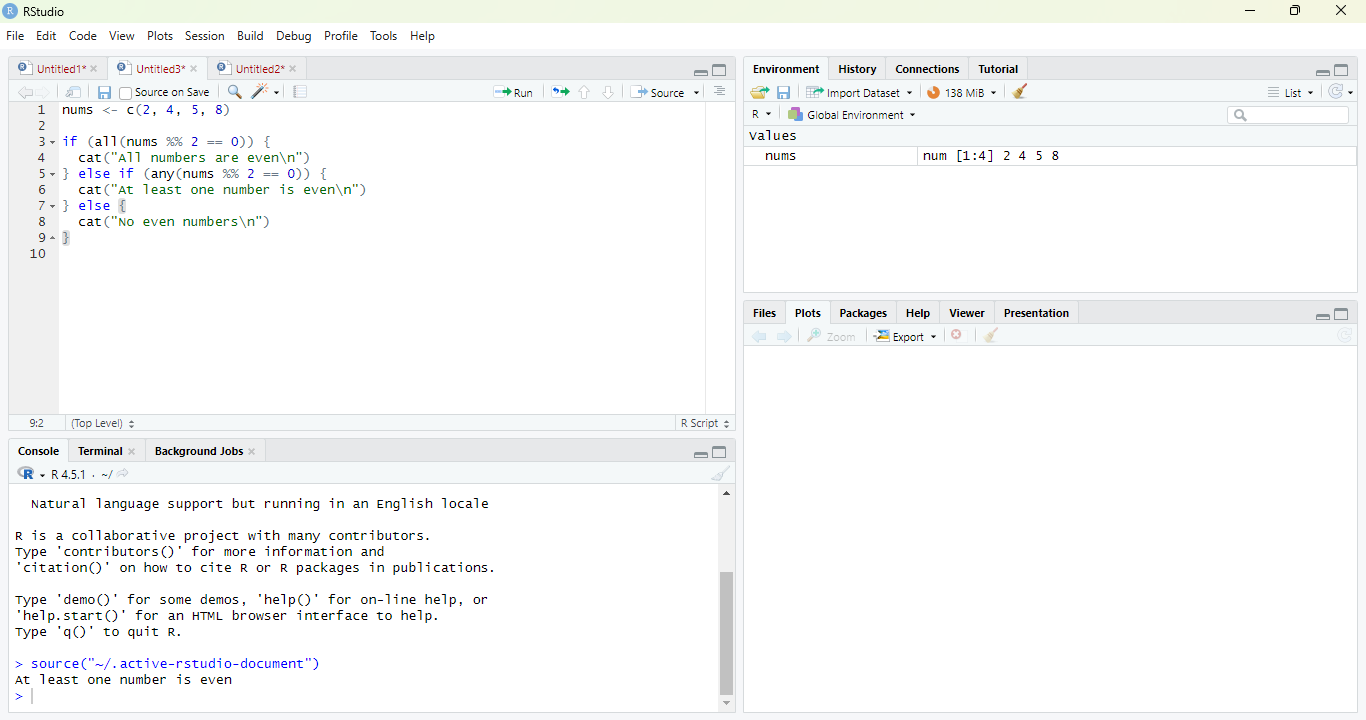 RStudio
File Edit Code View Plots Session Build Debug Profile Tools Help
Untitled1* Untitled3* Untitled2*
Source on Save Run Source
1 nums <- c(2, 4, 5, 8)
2
3 if (all(nums %% 2 == 0)) {
4 cat("All numbers are even\n")
5 } else if (any(nums %% 2 == 0)) {
6 cat("At least one number is even\n")
7 } else {
8 cat("No even numbers\n")
9 }
10
9:2 (Top Level) R Script
Console Terminal Background Jobs
R R 4.5.1 · ~/
Natural language support but running in an English locale
R is a collaborative project with many contributors.
Type 'contributors()' for more information and
'citation()' on how to cite R or R packages in publications.
Type 'demo()' for some demos, 'help()' for on-line help, or
'help.start()' for an HTML browser interface to help.
Type 'q()' to quit R.
> source("~/.active-rstudio-document")
At least one number is even
>
Environment History Connections Tutorial
Import Dataset 138 MiB List
R Global Environment
Values
nums num [1:4] 2 4 5 8
Files Plots Packages Help Viewer Presentation
Zoom Export